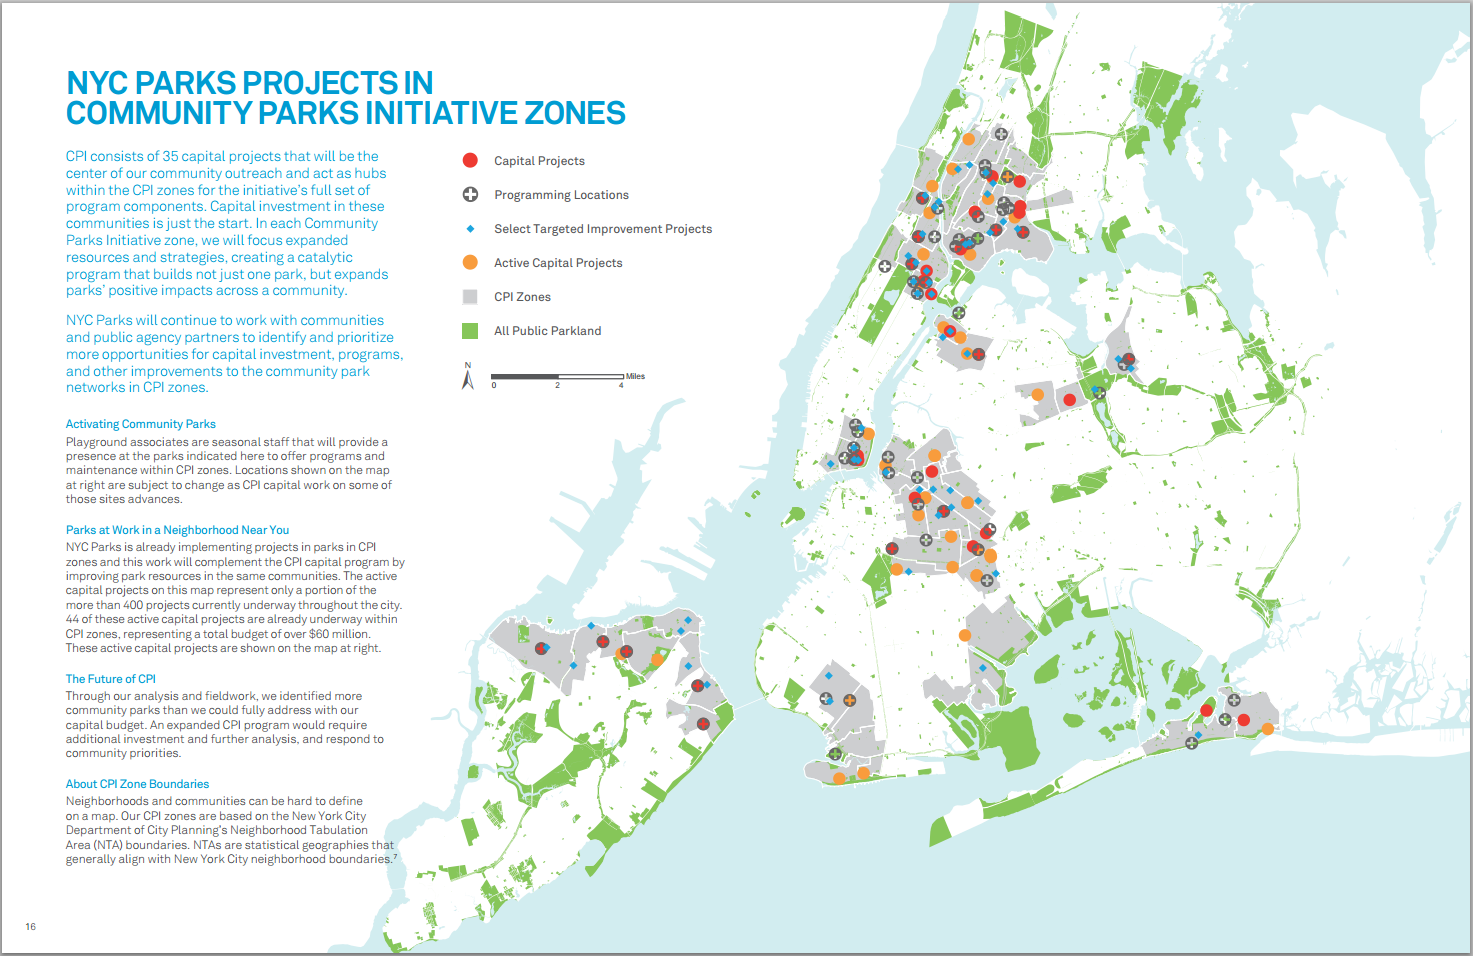 NYC PARKS PROJECTS IN
COMMUNITY PARKS INITIATIVE ZONES
CPI consists of 35 capital projects that will be the
center of our community outreach and act as hubs
within the CPI zones for the initiative's full set of
program components. Capital investment in these
communities is just the start. In each Community
Parks Initiative zone, we will focus expanded
resources and strategies, creating a catalytic
program that builds not just one park, but expands
parks' positive impacts across a community.
NYC Parks will continue to work with communities
and public agency partners to identify and prioritize
more opportunities for capital investment, programs,
and other improvements to the community park
networks in CPI zones.
Activating Community Parks
Playground associates are seasonal staff that will provide a
presence at the parks indicated here to offer programs and
maintenance within CPI zones. Locations shown on the map
at right are subject to change as CPI capital work on some of
those sites advances.
Parks at Work in a Neighborhood Near You
NYC Parks is already implementing projects in parks in CPI
zones and this work will complement the CPI capital program by
improving park resources in the same communities. The active
capital projects on this map represent only a portion of the
more than 400 projects currently underway throughout the city.
44 of these active capital projects are already underway within
CPI zones, representing a total budget of over $60 million.
These active capital projects are shown on the map at right.
The Future of CPI
Through our analysis and fieldwork, we identified more
community parks than we could fully address with our
capital budget. An expanded CPI program would require
additional investment and further analysis, and respond to
community priorities.
About CPI Zone Boundaries
Neighborhoods and communities can be hard to define
on a map. Our CPI zones are based on the New York City
Department of City Planning's Neighborhood Tabulation
Area (NTA) boundaries. NTAs are statistical geographies that
generally align with New York City neighborhood boundaries.⁷
16
Capital Projects
Programming Locations
Select Targeted Improvement Projects
Active Capital Projects
CPI Zones
All Public Parkland
N
Miles
0 2 4